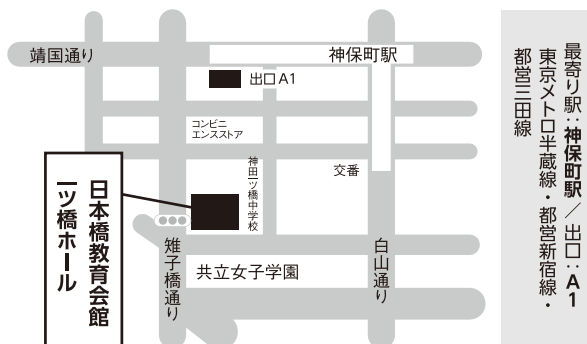 靖国通り
神保町駅
出口A1
コンビニ
エンスストア
神田一ツ橋中学校
交番
日本橋教育会館
一ツ橋ホール
雉子橋通り
共立女子学園
白山通り
最寄り駅：神保町駅／出口：A1
東京メトロ半蔵線・都営新宿線・
都営三田線